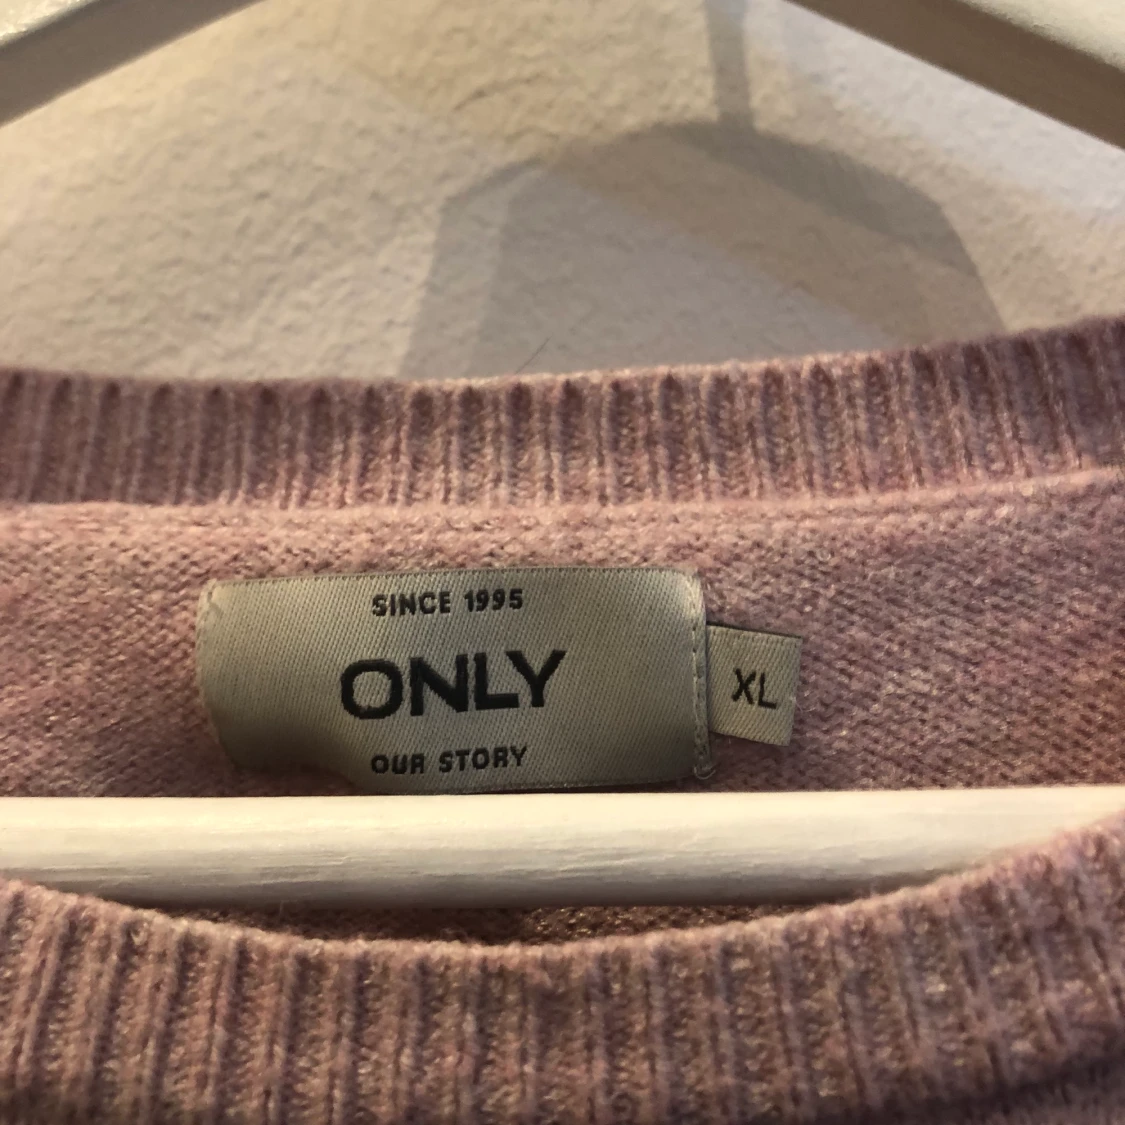 SINCE 1995
ONLY
OUR STORY
XL